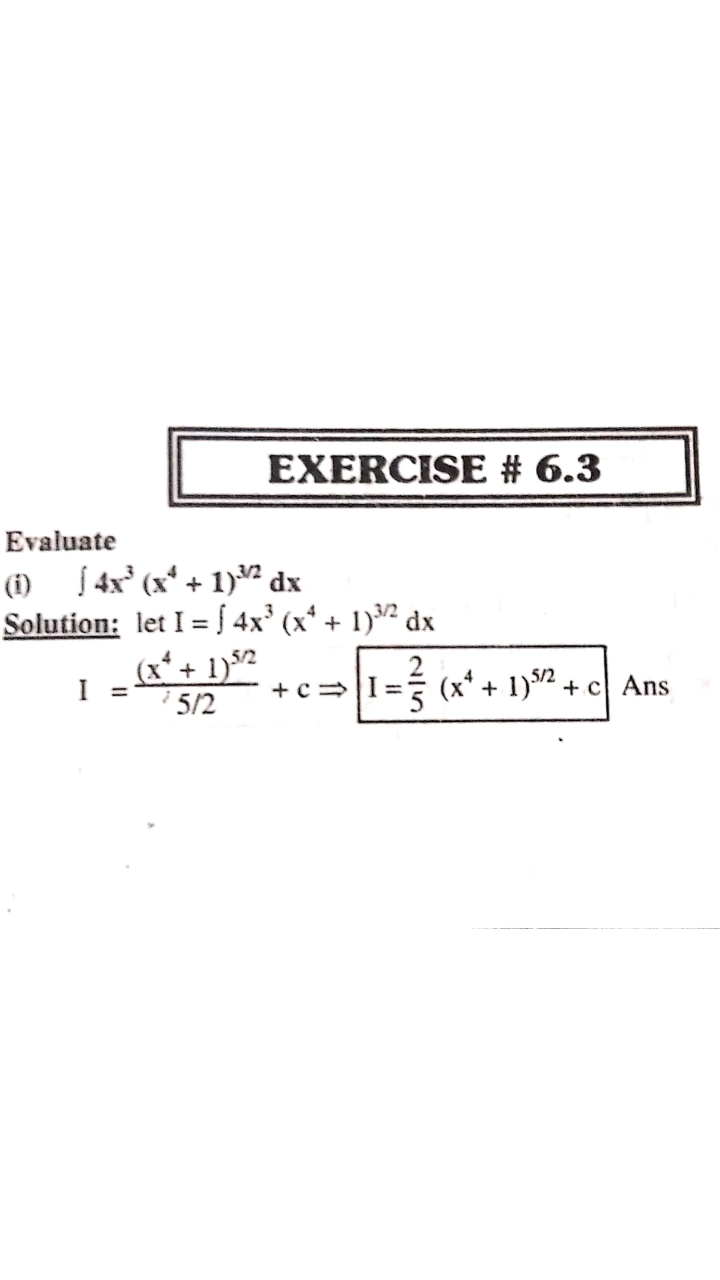 EXERCISE # 6.3
Evaluate
(i) ∫ 4x³ (x⁴ + 1)^3/2 dx
Solution: let I = ∫ 4x³ (x⁴ + 1)^3/2 dx
I = (x⁴ + 1)^5/2 / 5/2 + c ⇒ I = 2/5 (x⁴ + 1)^5/2 + c Ans